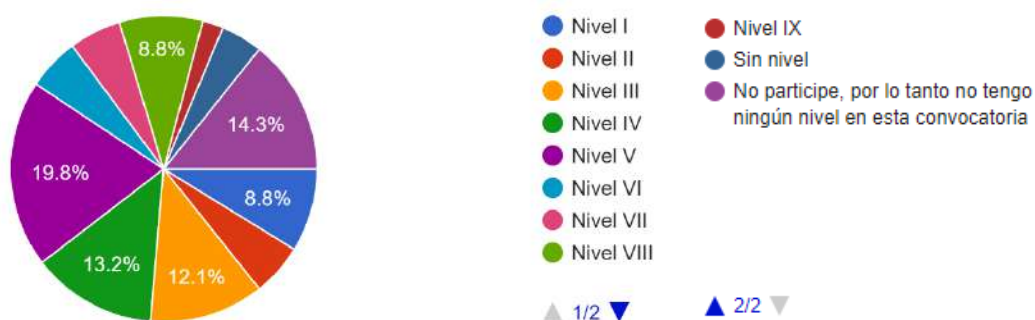 8.8%
14.3%
19.8%
8.8%
13.2%
12.1%
Nivel I
Nivel II
Nivel III
Nivel IV
Nivel V
Nivel VI
Nivel VII
Nivel VIII
1/2
Nivel IX
Sin nivel
No participe, por lo tanto no tengo
ningún nivel en esta convocatoria
2/2